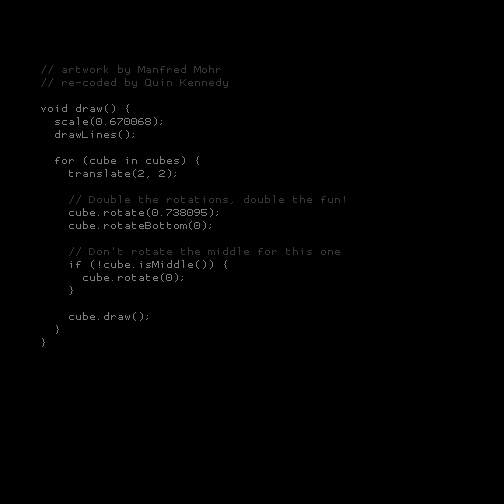 // artwork by Manfred Mohr
// re-coded by Quin Kennedy
void draw() {
scale(0.670068);
drawLines();
for (cube in cubes) {
translate(2, 2);
// Double the rotations, double the fun!
cube.rotate(0.738095);
cube.rotateBottom(0);
// Don't rotate the middle for this one
if (!cube.isMiddle()) {
cube.rotate(0);
}
cube.draw();
}
}